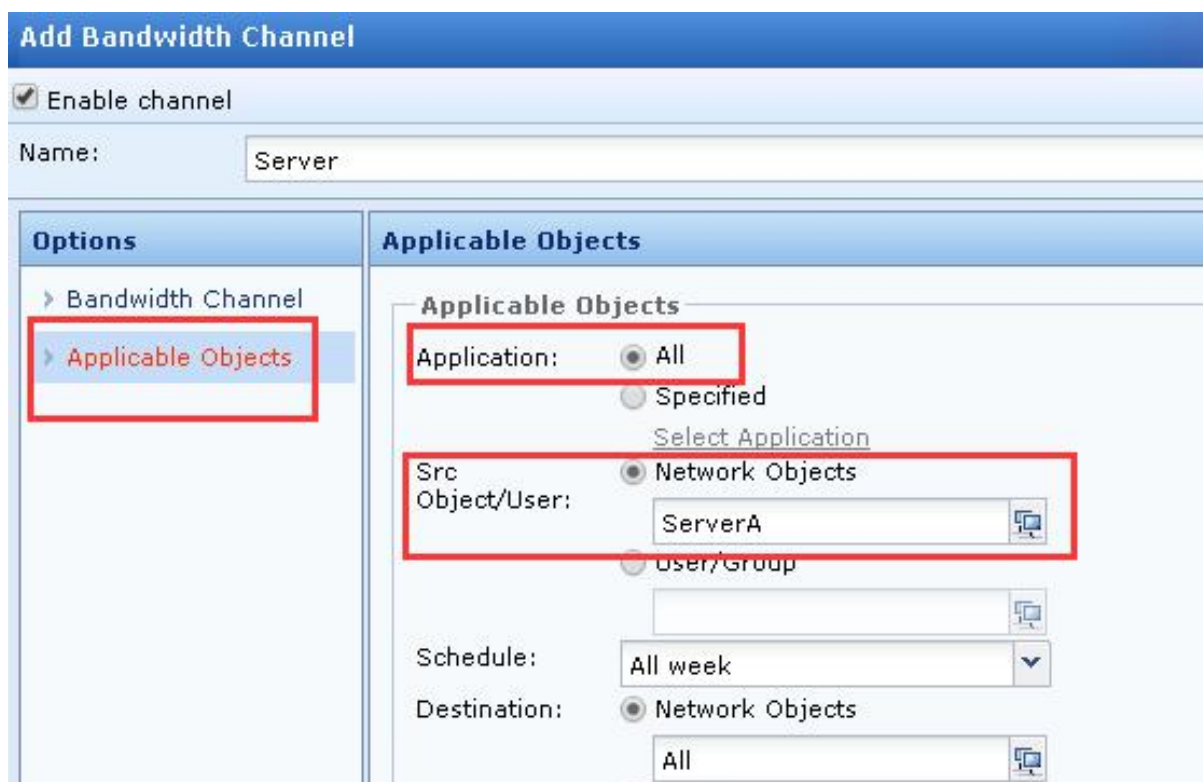 Add Bandwidth Channel
Enable channel
Name: Server
Options
Applicable Objects
Bandwidth Channel
Applicable Objects
Applicable Objects
Application: All
Specified
Select Application
Src Object/User: Network Objects
ServerA
User/Group
Schedule: All week
Destination: Network Objects
All